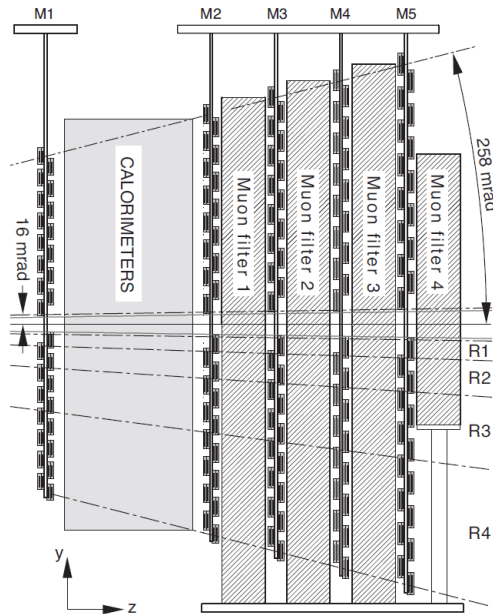 M1
M2
M3
M4
M5
CALORIMETERS
Muon filter 1
Muon filter 2
Muon filter 3
Muon filter 4
258 mrad
16 mrad
R1
R2
R3
R4
y
z